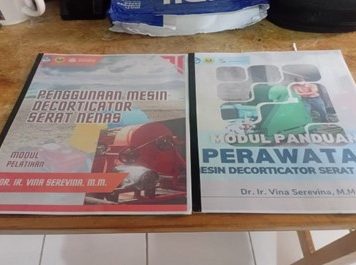 PENGGUNAAN MESIN
DECORTICATOR
SERAT NENAS
MODUL
PELATIHAN
DR. IR. VINA SEREVINA, M.M.
MODUL PANDUA
PERAWATA
ESIN DECORTICATOR SERAT
Dr. Ir. Vina Serevina, M.M